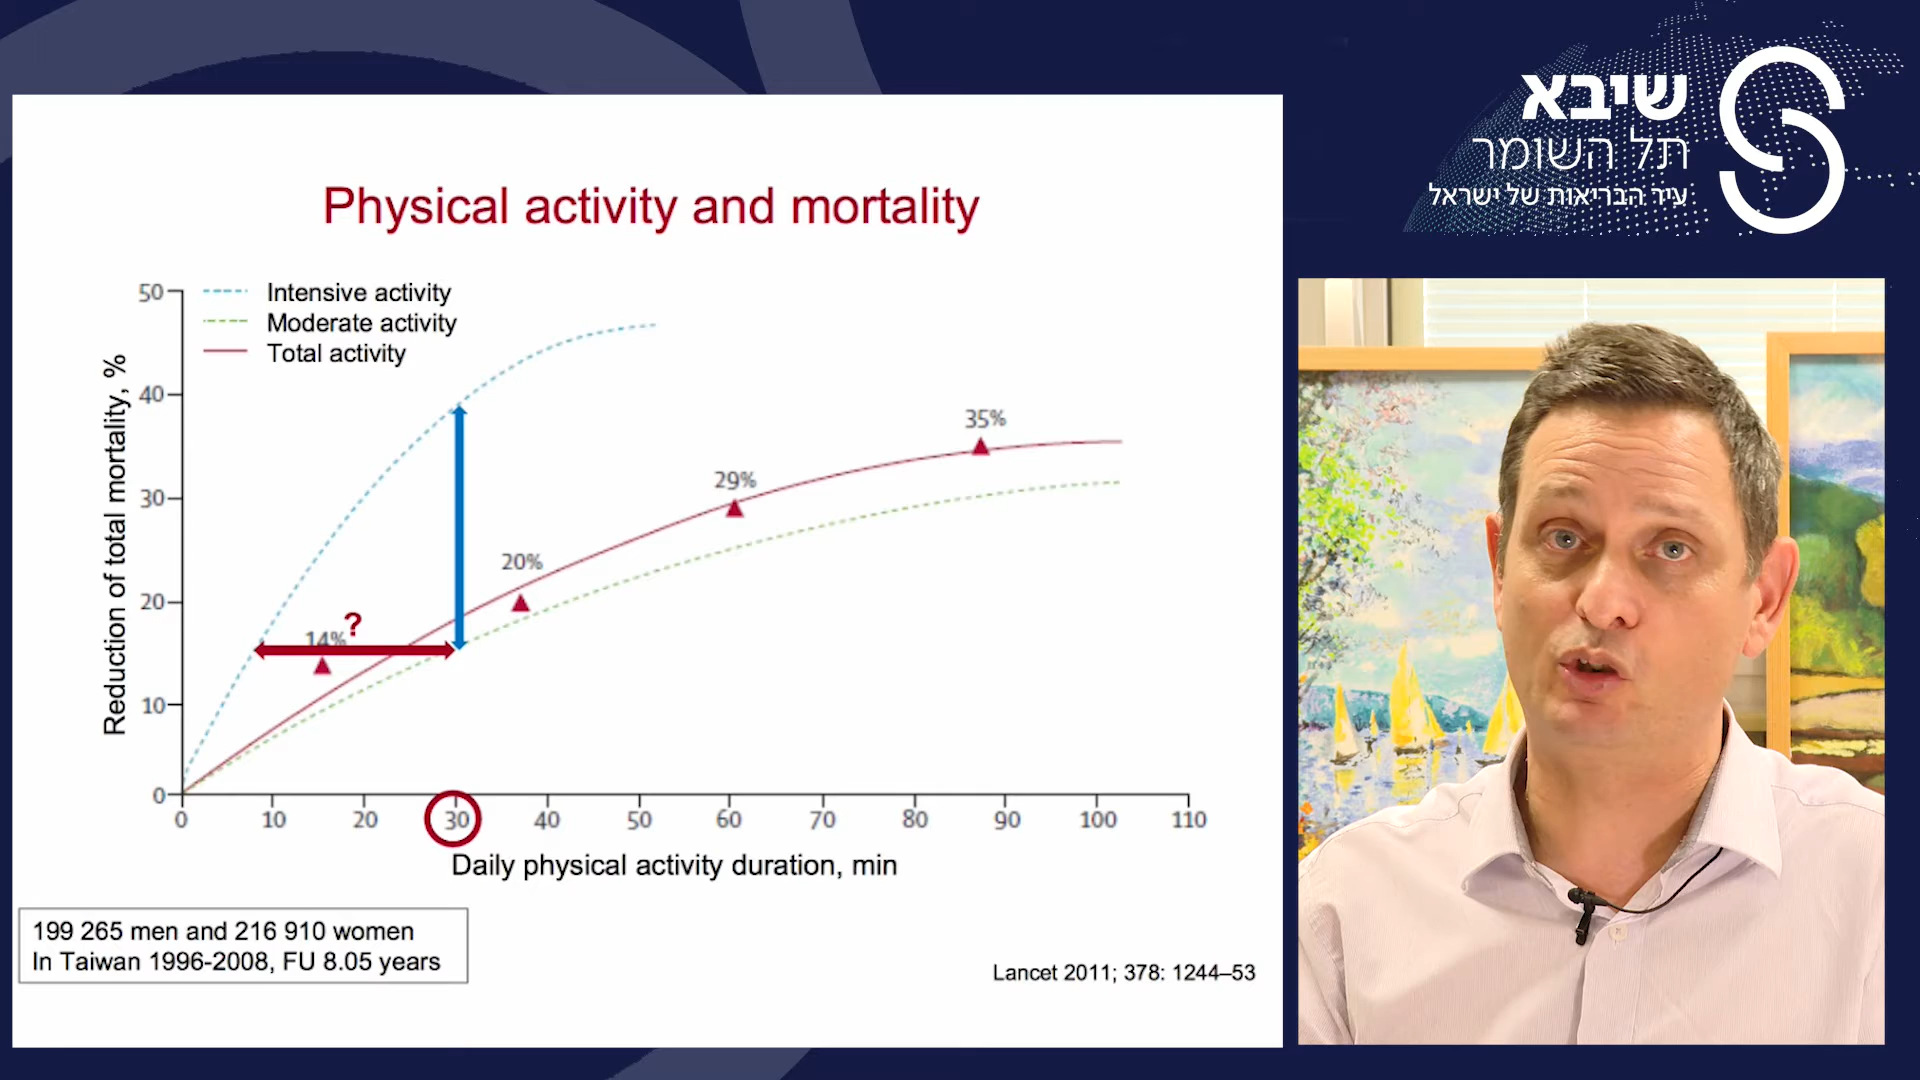 שיבא
תל השומר
עיר הבריאות של ישראל
Physical activity and mortality
Intensive activity
Moderate activity
Total activity
Reduction of total mortality, %
50
40
30
20
10
0
14%
?
20%
29%
35%
0 10 20 30 40 50 60 70 80 90 100 110
Daily physical activity duration, min
199 265 men and 216 910 women
In Taiwan 1996-2008, FU 8.05 years
Lancet 2011; 378: 1244–53